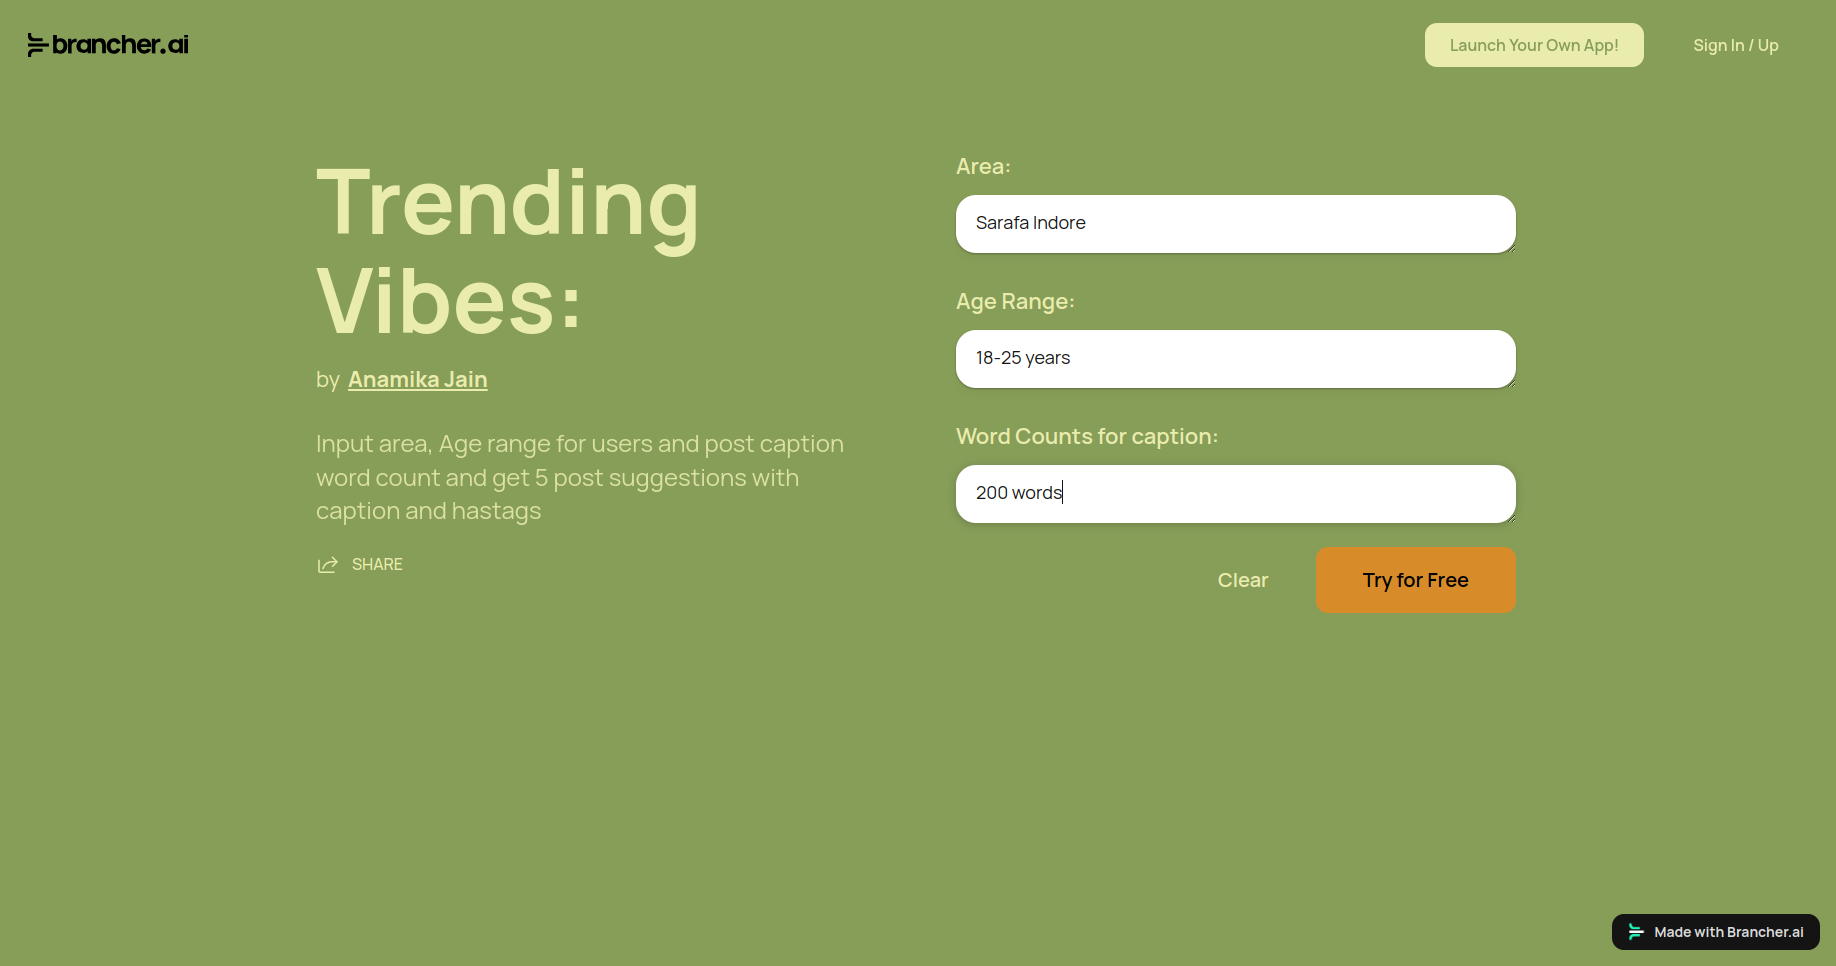 brancher.ai
Launch Your Own App!
Sign In / Up
Trending
Vibes:
by Anamika Jain
Input area, Age range for users and post caption
word count and get 5 post suggestions with
caption and hastags
SHARE
Area:
Sarafa Indore
Age Range:
18-25 years
Word Counts for caption:
200 words
Clear
Try for Free
Made with Brancher.ai